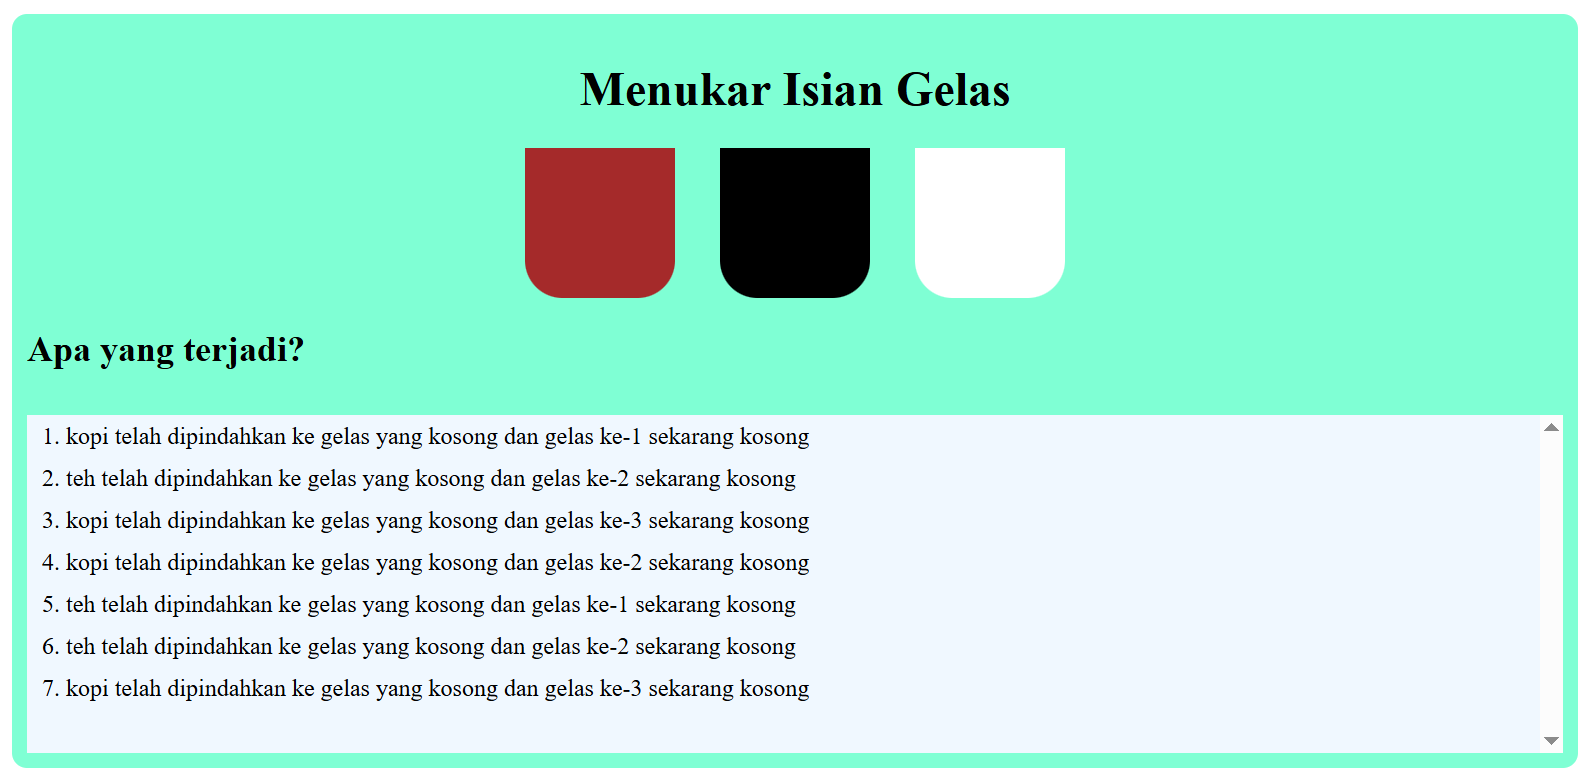 Menukar Isian Gelas
Apa yang terjadi?
1. kopi telah dipindahkan ke gelas yang kosong dan gelas ke-1 sekarang kosong
2. teh telah dipindahkan ke gelas yang kosong dan gelas ke-2 sekarang kosong
3. kopi telah dipindahkan ke gelas yang kosong dan gelas ke-3 sekarang kosong
4. kopi telah dipindahkan ke gelas yang kosong dan gelas ke-2 sekarang kosong
5. teh telah dipindahkan ke gelas yang kosong dan gelas ke-1 sekarang kosong
6. teh telah dipindahkan ke gelas yang kosong dan gelas ke-2 sekarang kosong
7. kopi telah dipindahkan ke gelas yang kosong dan gelas ke-3 sekarang kosong